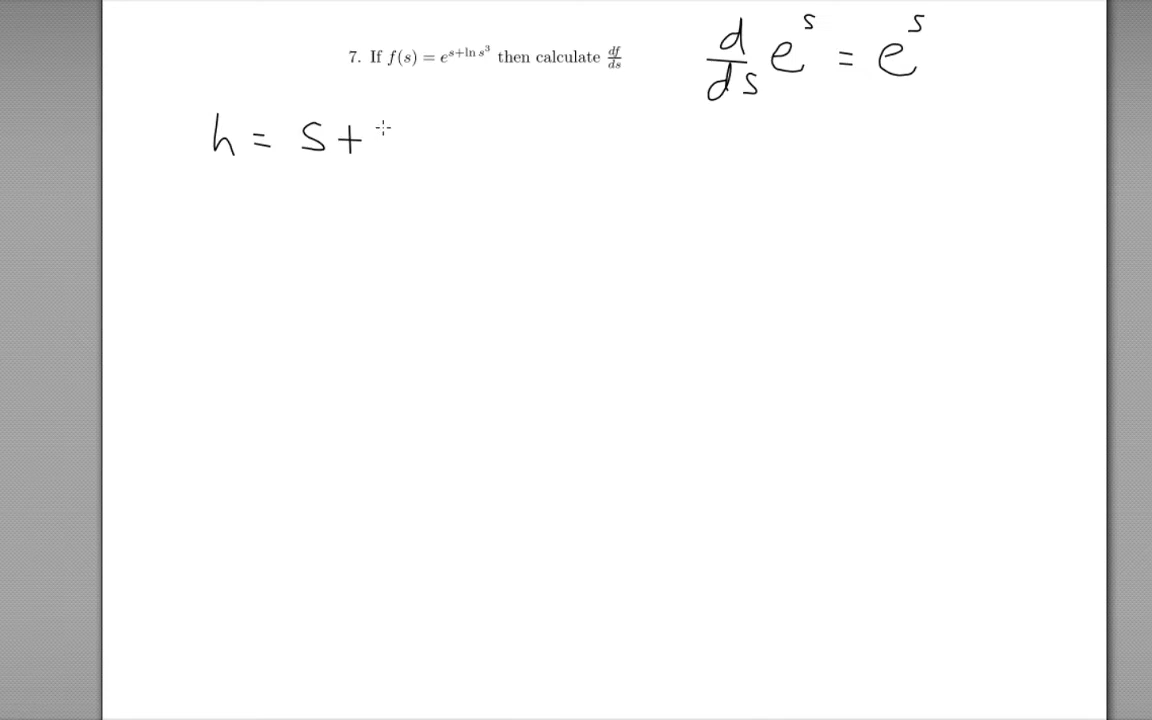 7. If f(s) = e^{s+ln s^3} then calculate df/ds
d/ds e^s = e^s
h = s +